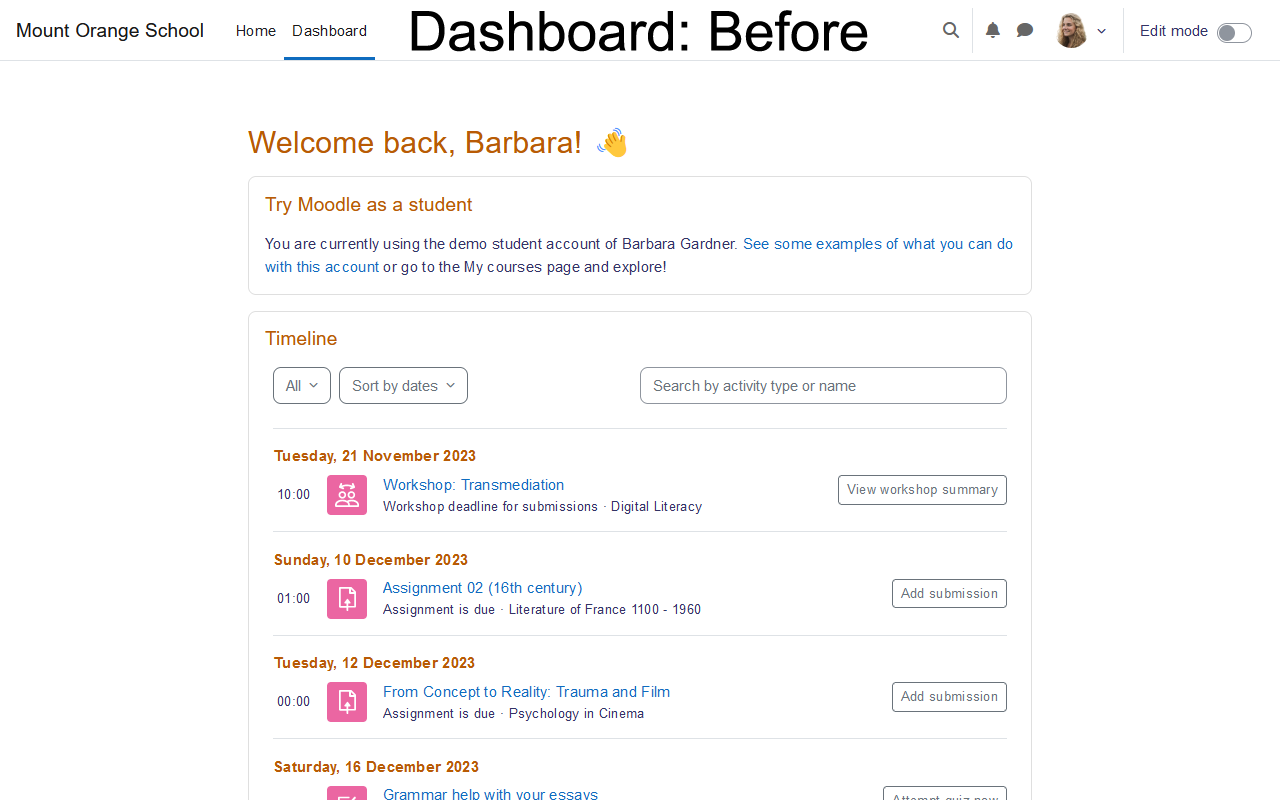 Mount Orange School Home Dashboard Dashboard: Before Edit mode
Welcome back, Barbara!
Try Moodle as a student
You are currently using the demo student account of Barbara Gardner. See some examples of what you can do
with this account or go to the My courses page and explore!
Timeline
All Sort by dates Search by activity type or name
Tuesday, 21 November 2023
10:00 Workshop: Transmediation View workshop summary
Workshop deadline for submissions · Digital Literacy
Sunday, 10 December 2023
01:00 Assignment 02 (16th century) Add submission
Assignment is due · Literature of France 1100 - 1960
Tuesday, 12 December 2023
00:00 From Concept to Reality: Trauma and Film Add submission
Assignment is due · Psychology in Cinema
Saturday, 16 December 2023
Grammar help with your essays Attempt quiz now